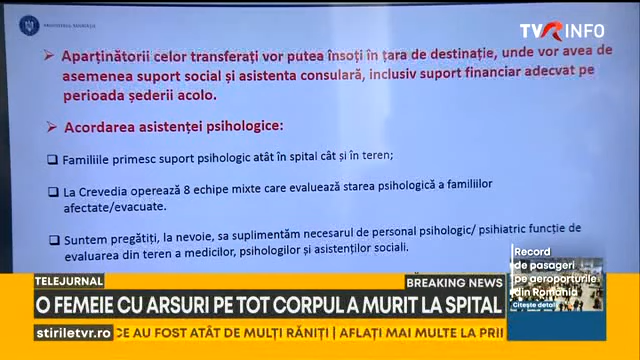 TVR INFO
Aparținătorii celor transferați vor putea însoți în țara de destinație, unde vor avea de
asemenea suport social și asistenta consulară, inclusiv suport financiar adecvat pe
perioada șederii acolo.
Acordarea asistenței psihologice:
Familiile primesc suport psihologic atât în spital cât și în teren;
La Crevedia operează 8 echipe mixte care evaluează starea psihologică a familiilor
afectate/evacuate.
Suntem pregătiți, la nevoie, sa suplimentăm necesarul de personal psihologic/ psihiatric funcție de
evaluarea din teren a medicilor, psihologilor și asistenților sociali.
Record
de pasageri
pe aeroporturile
din România
Citește detalii
TELEJURNAL
BREAKING NEWS
O FEMEIE CU ARSURI PE TOT CORPUL A MURIT LA SPITAL
stiriletvr.ro
CE AU FOST ATÂT DE MULȚI RĂNIȚI | AFLAȚI MAI MULTE LA PRI